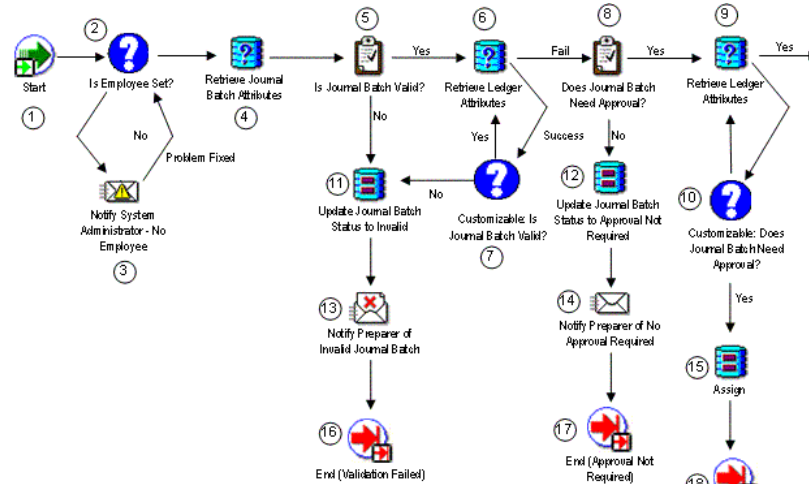 2
5
6
8
9
Yes
Fail
Yes
Yes
Start
Is Employee Set?
Retrieve Journal
Batch Attributes
Is Journal Batch Valid?
Retrieve Ledger
Attributes
Does Journal Batch
Need Approval?
Retrieve Ledger
Attributes
1
4
No
Problem Fixed
No
Yes
Success
No
11
No
12
10
Notify System
Administrator - No
Employee
3
Update Journal Batch
Status to Invalid
Customizable: Is
Journal Batch Valid?
7
Update Journal Batch
Status to Approval Not
Required
Customizable: Does
Journal Batch Need
Approval?
13
14
Yes
Notify Preparer of
Invalid Journal Batch
Notify Preparer of No
Approval Required
15
Assign
16
17
End (Validation Failed)
End (Approval Not
Required)
18